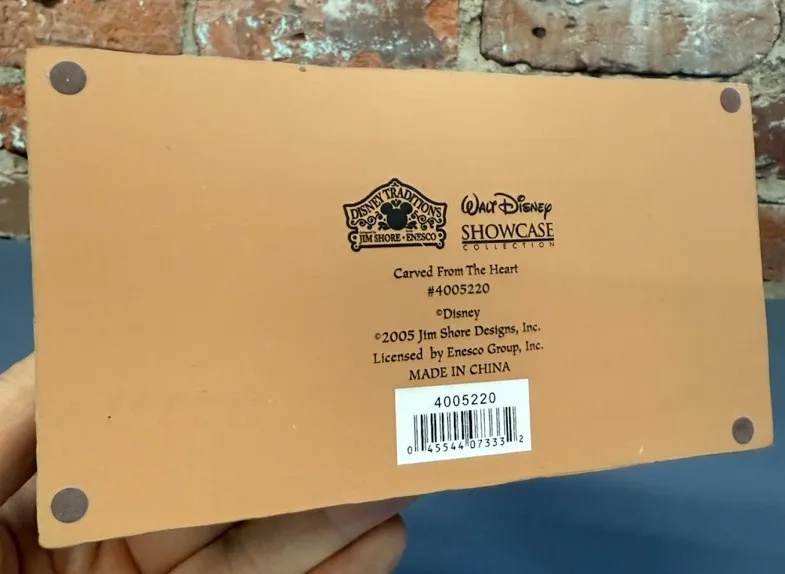 DISNEY TRADITIONS
JIM SHORE • ENESCO
WALT DISNEY
SHOWCASE
COLLECTION
Carved From The Heart
#4005220
©Disney
©2005 Jim Shore Designs, Inc.
Licensed by Enesco Group, Inc.
MADE IN CHINA
4005220
0 45544 07333 2